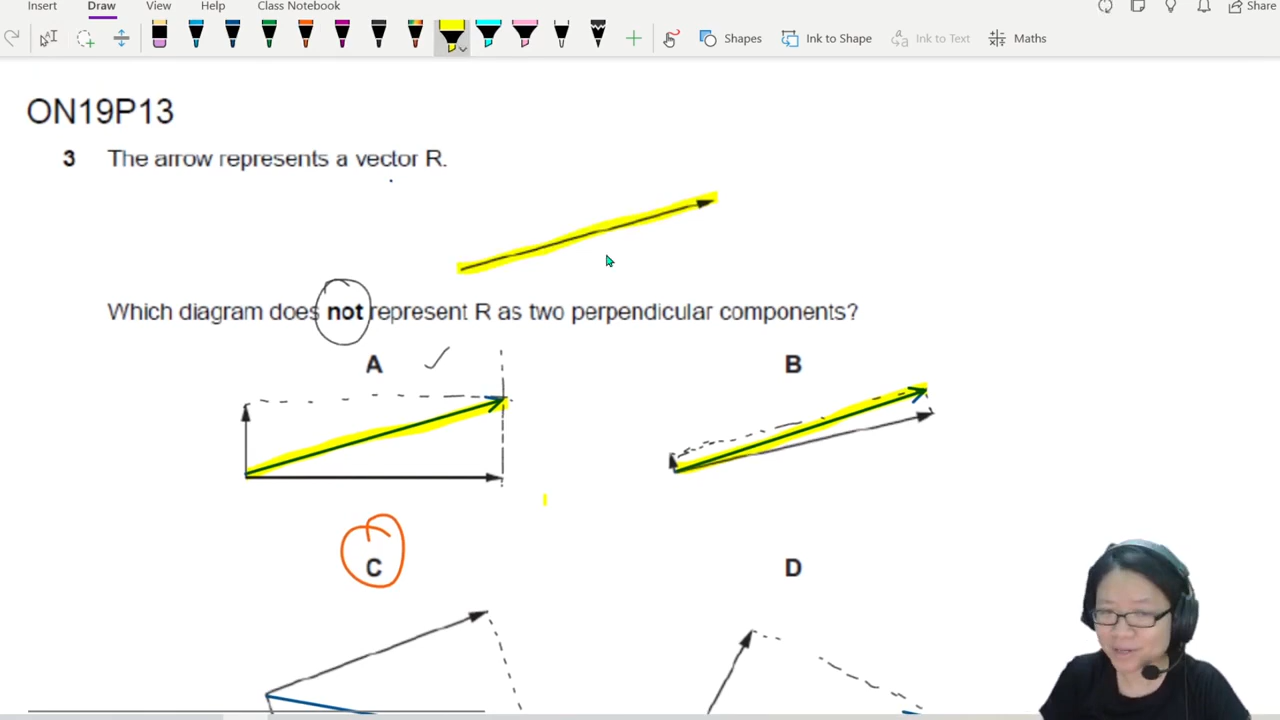 Insert Draw View Help Class Notebook Share
Shapes Ink to Shape Ink to Text Maths
ON19P13
3 The arrow represents a vector R.
Which diagram does not represent R as two perpendicular components?
A B
C D